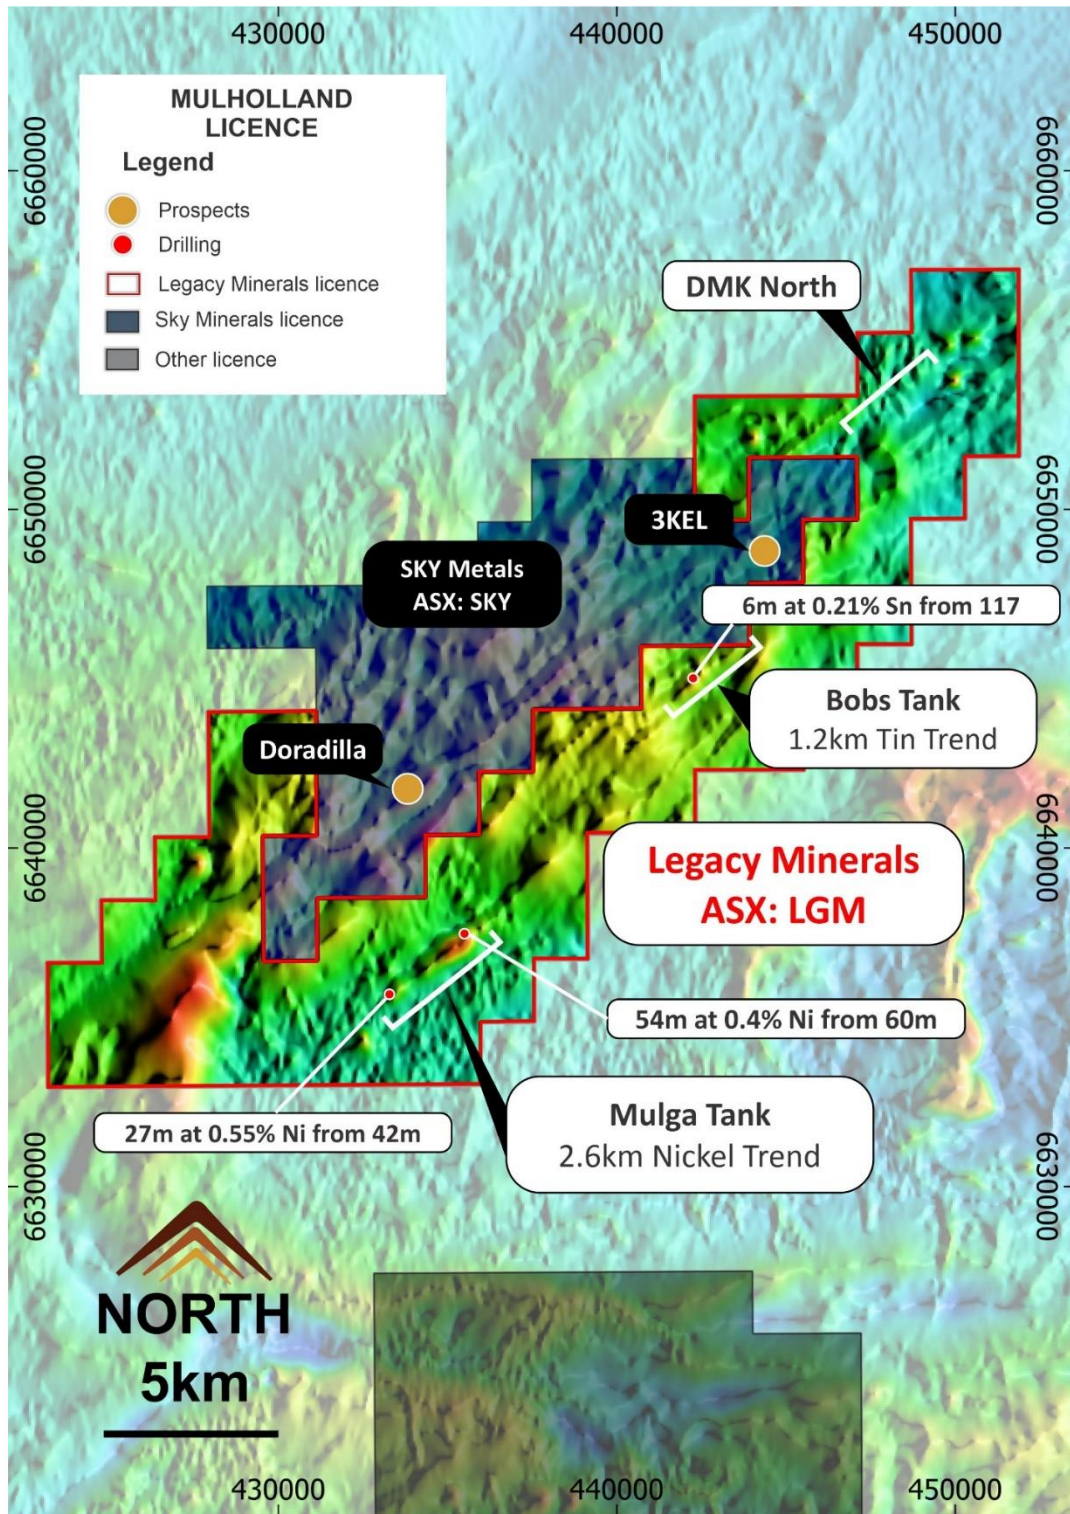 430000
440000
450000
MULHOLLAND
LICENCE
Legend
Prospects
Drilling
Legacy Minerals licence
Sky Minerals licence
Other licence
6660000
6660000
DMK North
6650000
6650000
3KEL
SKY Metals
ASX: SKY
6m at 0.21% Sn from 117
Bobs Tank
1.2km Tin Trend
Doradilla
6640000
6640000
Legacy Minerals
ASX: LGM
54m at 0.4% Ni from 60m
27m at 0.55% Ni from 42m
Mulga Tank
2.6km Nickel Trend
6630000
6630000
NORTH
5km
430000
440000
450000